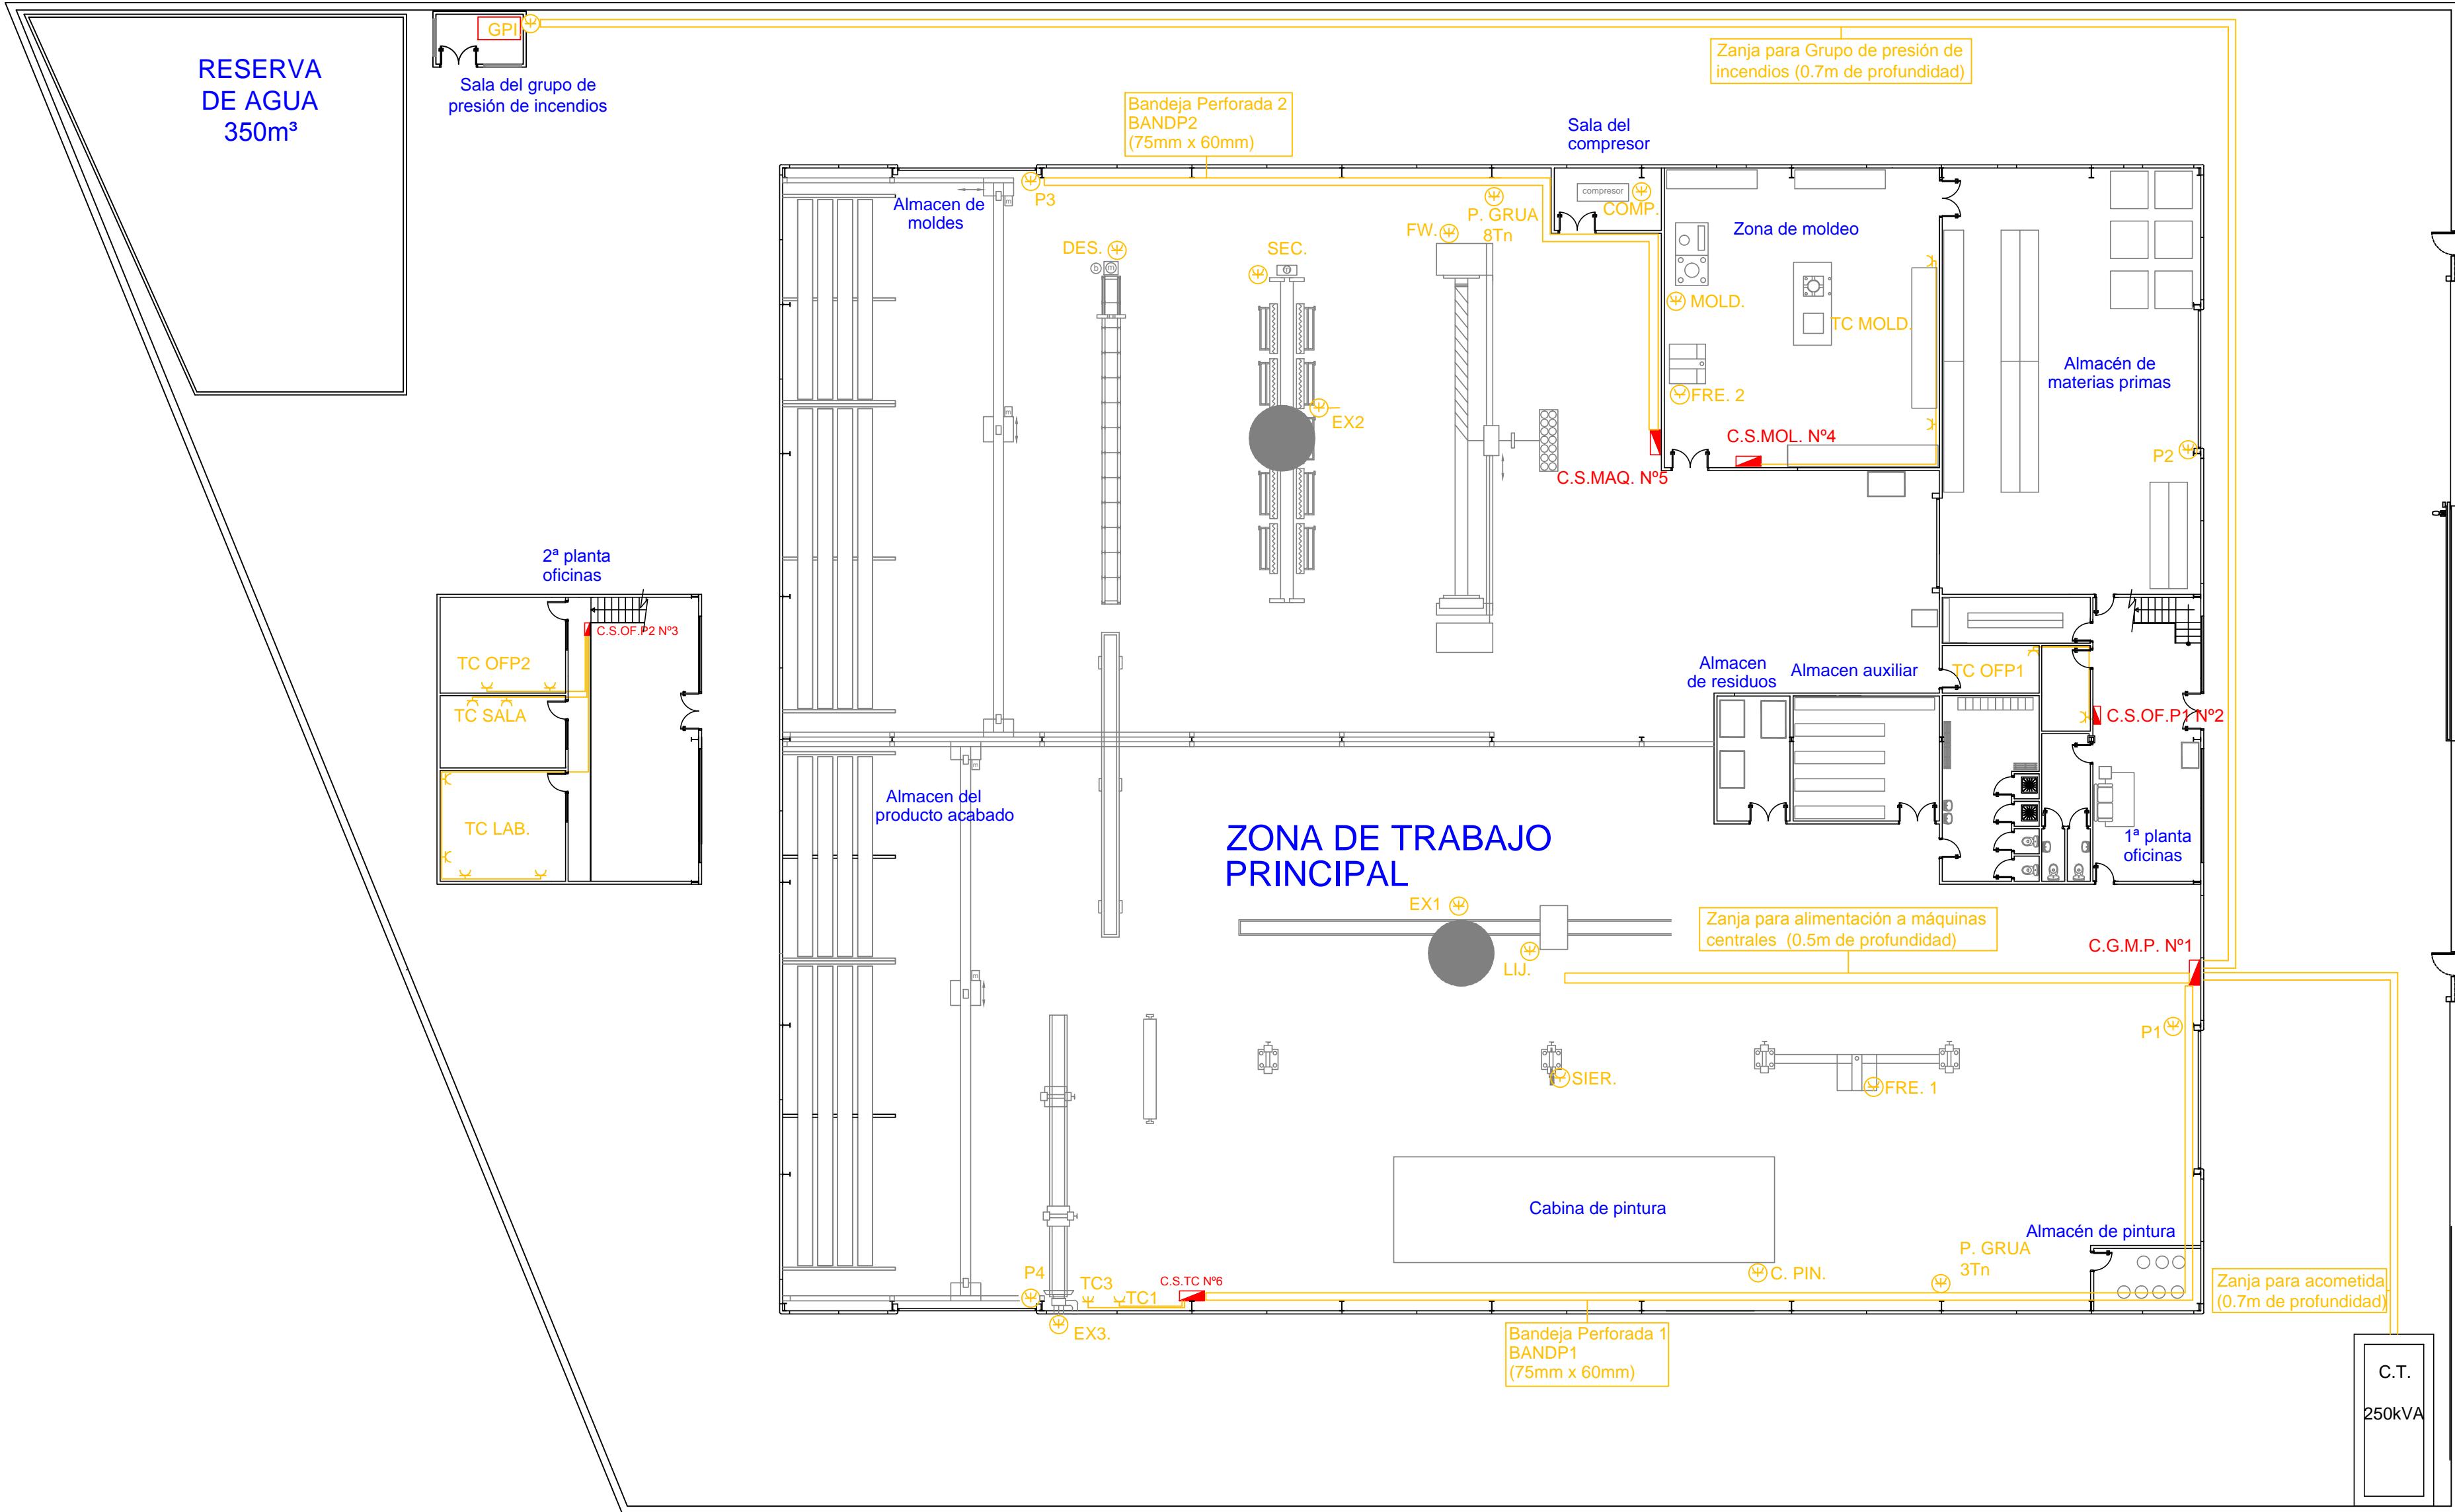 RESERVA
DE AGUA
350m³
GPI.
Sala del grupo de
presión de incendios
Zanja para Grupo de presión de
incendios (0.7m de profundidad)
Bandeja Perforada 2
BANDP2
(75mm x 60mm)
Sala del
compresor
compresor
COMP.
P3
Almacen de
moldes
m
P. GRUA
8Tn
FW.
DES.
b
m
SEC.
m
Zona de moldeo
MOLD.
TC MOLD.
FRE. 2
Almacén de
materias primas
m
EX2
C.S.MOL. Nº4
C.S.MAQ. Nº5
P2
2ª planta
oficinas
C.S.OF.P2 Nº3
TC OFP2
TC SALA
TC LAB.
Almacen
de residuos
Almacen auxiliar
TC OFP1
C.S.OF.P1 Nº2
m
Almacen del
producto acabado
ZONA DE TRABAJO
PRINCIPAL
1ª planta
oficinas
EX1
LIJ.
Zanja para alimentación a máquinas
centrales (0.5m de profundidad)
C.G.M.P. Nº1
m
P1
SIER.
FRE. 1
Cabina de pintura
Almacén de pintura
P. GRUA
3Tn
C. PIN.
P4
TC3
TC1
C.S.TC Nº6
EX3.
Zanja para acometida
(0.7m de profundidad)
Bandeja Perforada 1
BANDP1
(75mm x 60mm)
C.T.
250kVA